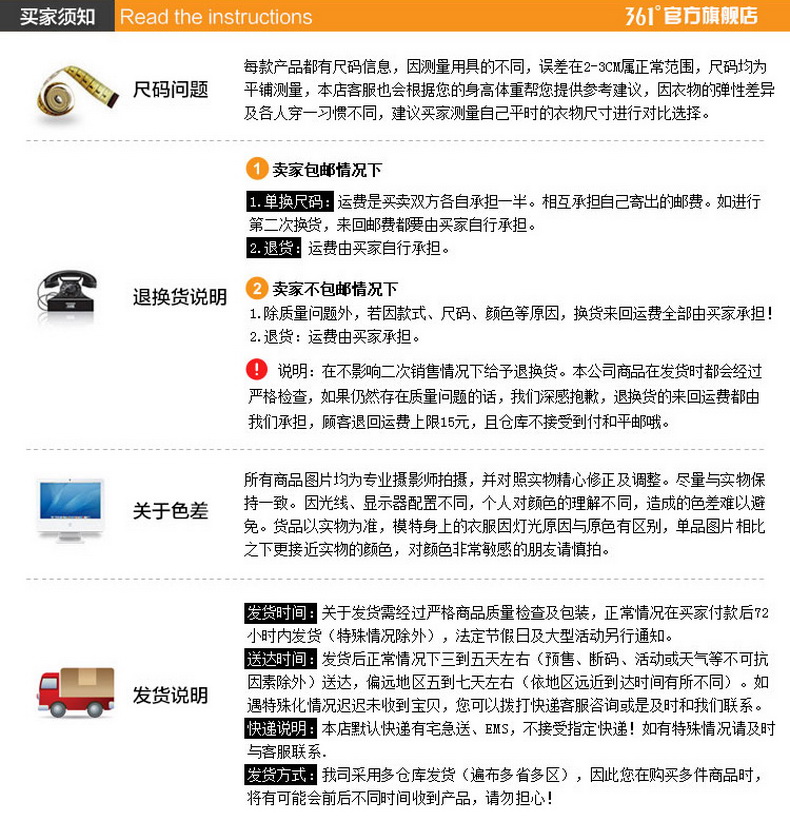 买家须知 Read the instructions 361°官方旗舰店
尺码问题
每款产品都有尺码信息，因测量用具的不同，误差在2-3CM属正常范围，尺码均为
平铺测量，本店客服也会根据您的身高体重帮您提供参考建议，因衣物的弹性差异
及各人穿一习惯不同，建议买家测量自己平时的衣物尺寸进行对比选择。
退换货说明
1 卖家包邮情况下
1.单换尺码：运费是买卖双方各自承担一半。相互承担自己寄出的邮费。如进行
第二次换货，来回邮费都要由买家自行承担。
2.退货：运费由买家自行承担。
2 卖家不包邮情况下
1.除质量问题外，若因款式、尺码、颜色等原因，换货来回运费全部由买家承担！
2.退货：运费由买家承担。
! 说明：在不影响二次销售情况下给予退换货。本公司商品在发货时都会经过
严格检查，如果仍然存在质量问题的话，我们深感抱歉，退换货的来回运费都由
我们承担，顾客退回运费上限15元，且仓库不接受到付和平邮哦。
关于色差
所有商品图片均为专业摄影师拍摄，并对照实物精心修正及调整。尽量与实物保
持一致。因光线、显示器配置不同，个人对颜色的理解不同，造成的色差难以避
免。货品以实物为准，模特身上的衣服因灯光原因与原色有区别，单品图片相比
之下更接近实物的颜色，对颜色非常敏感的朋友请慎拍。
发货说明
发货时间：关于发货需经过严格商品质量检查及包装，正常情况在买家付款后72
小时内发货（特殊情况除外），法定节假日及大型活动另行通知。
送达时间：发货后正常情况下三到五天左右（预售、断码、活动或天气等不可抗
因素除外）送达，偏远地区五到七天左右（依地区远近到达时间有所不同）。如
遇特殊化情况迟迟未收到宝贝，您可以拨打快递客服咨询或是及时和我们联系。
快递说明：本店默认快递有宅急送、EMS，不接受指定快递！如有特殊情况请及时
与客服联系.
发货方式：我司采用多仓库发货（遍布多省多区），因此您在购买多件商品时，
将有可能会前后不同时间收到产品，请勿担心！